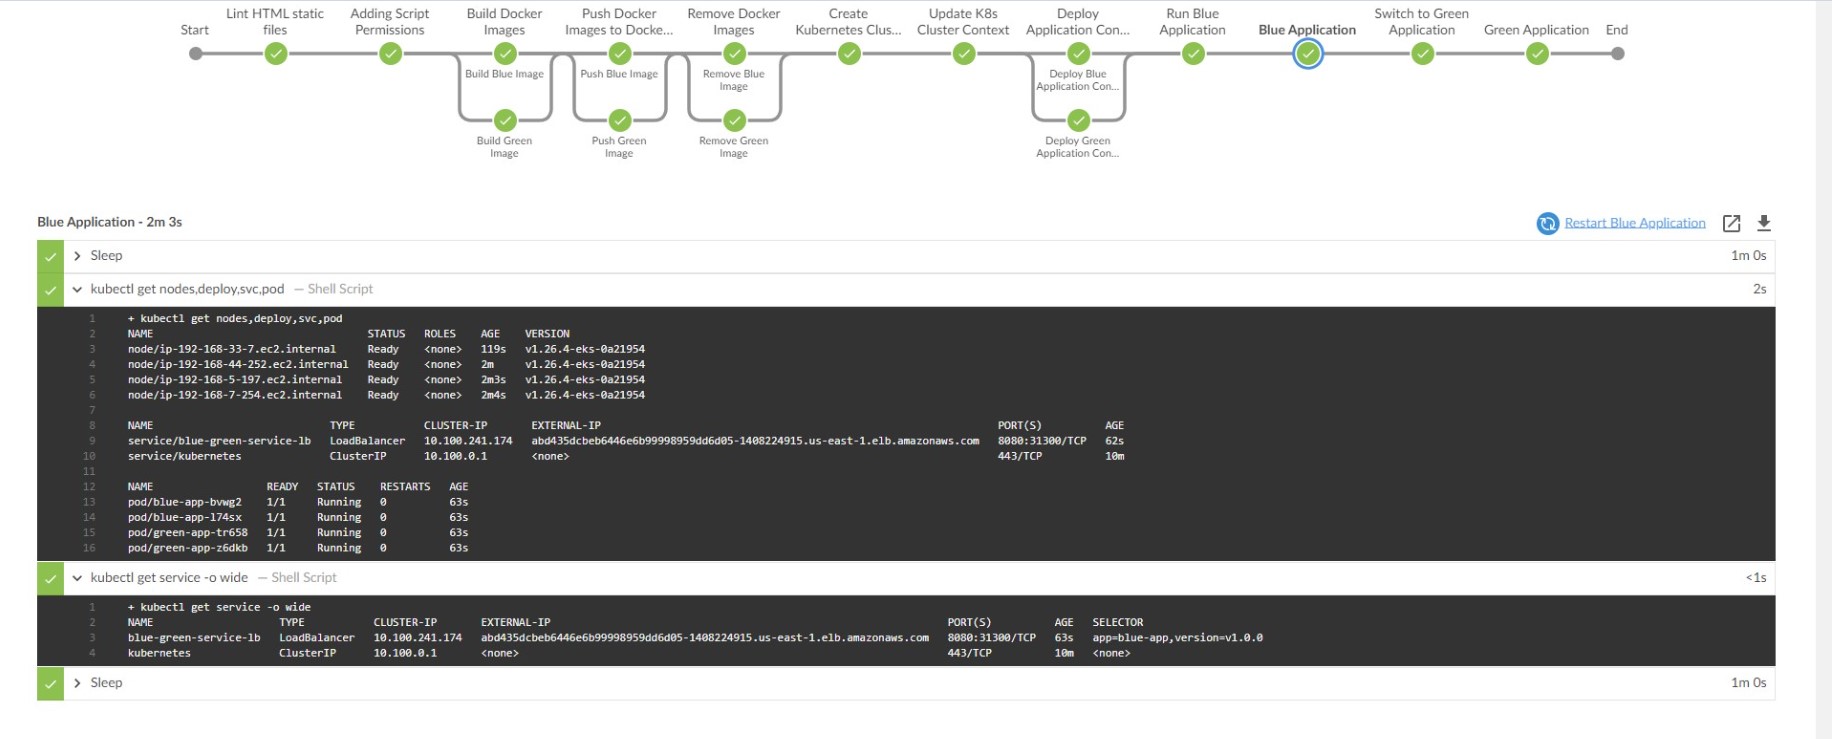 Start
Lint HTML static
files
Adding Script
Permissions
Build Docker
Images
Push Docker
Images to Docke...
Remove Docker
Images
Create
Kubernetes Clus...
Update K8s
Cluster Context
Deploy
Application Con...
Run Blue
Application
Blue Application
Switch to Green
Application
Green Application
End
Build Blue Image
Push Blue Image
Remove Blue
Image
Deploy Blue
Application Con...
Build Green
Image
Push Green
Image
Remove Green
Image
Deploy Green
Application Con...
Blue Application - 2m 3s
Restart Blue Application
Sleep 1m 0s
kubectl get nodes,deploy,svc,pod — Shell Script 2s
1 + kubectl get nodes,deploy,svc,pod
2 NAME STATUS ROLES AGE VERSION
3 node/ip-192-168-33-7.ec2.internal Ready <none> 119s v1.26.4-eks-0a21954
4 node/ip-192-168-44-252.ec2.internal Ready <none> 2m v1.26.4-eks-0a21954
5 node/ip-192-168-5-197.ec2.internal Ready <none> 2m3s v1.26.4-eks-0a21954
6 node/ip-192-168-7-254.ec2.internal Ready <none> 2m4s v1.26.4-eks-0a21954
7
8 NAME TYPE CLUSTER-IP EXTERNAL-IP PORT(S) AGE
9 service/blue-green-service-lb LoadBalancer 10.100.241.174 abd435dcbeb6446e6b99998959dd6d05-1408224915.us-east-1.elb.amazonaws.com 8080:31300/TCP 62s
10 service/kubernetes ClusterIP 10.100.0.1 <none> 443/TCP 10m
11
12 NAME READY STATUS RESTARTS AGE
13 pod/blue-app-bvwg2 1/1 Running 0 63s
14 pod/blue-app-l74sx 1/1 Running 0 63s
15 pod/green-app-tr658 1/1 Running 0 63s
16 pod/green-app-z6dkb 1/1 Running 0 63s
kubectl get service -o wide — Shell Script <1s
1 + kubectl get service -o wide
2 NAME TYPE CLUSTER-IP EXTERNAL-IP PORT(S) AGE SELECTOR
3 blue-green-service-lb LoadBalancer 10.100.241.174 abd435dcbeb6446e6b99998959dd6d05-1408224915.us-east-1.elb.amazonaws.com 8080:31300/TCP 63s app=blue-app,version=v1.0.0
4 kubernetes ClusterIP 10.100.0.1 <none> 443/TCP 10m <none>
Sleep 1m 0s